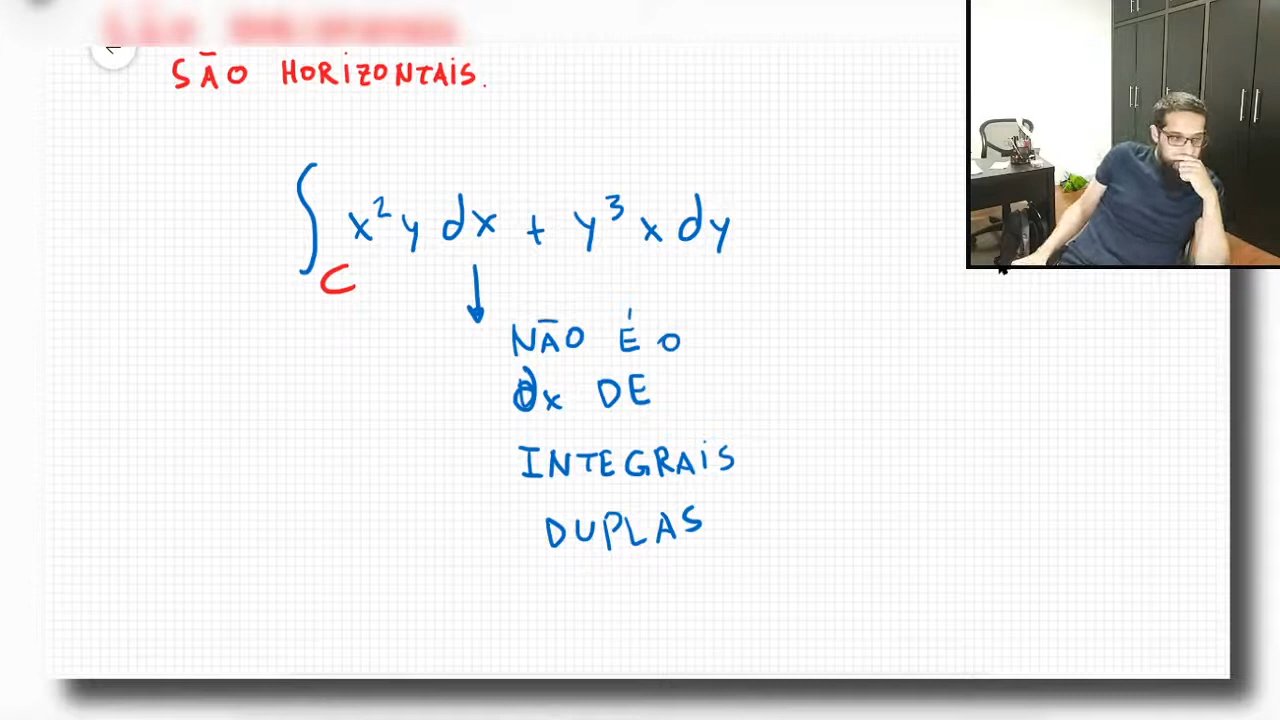 SÃO HORIZONTAIS.
∫_C x²y dx + y³x dy
NÃO É O
dx DE
INTEGRAIS
DUPLAS